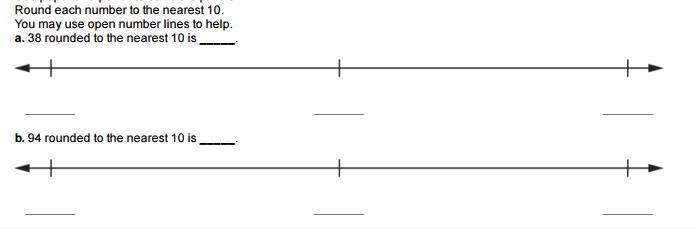 Round each number to the nearest 10.
You may use open number lines to help.
a. 38 rounded to the nearest 10 is _____.
b. 94 rounded to the nearest 10 is _____.